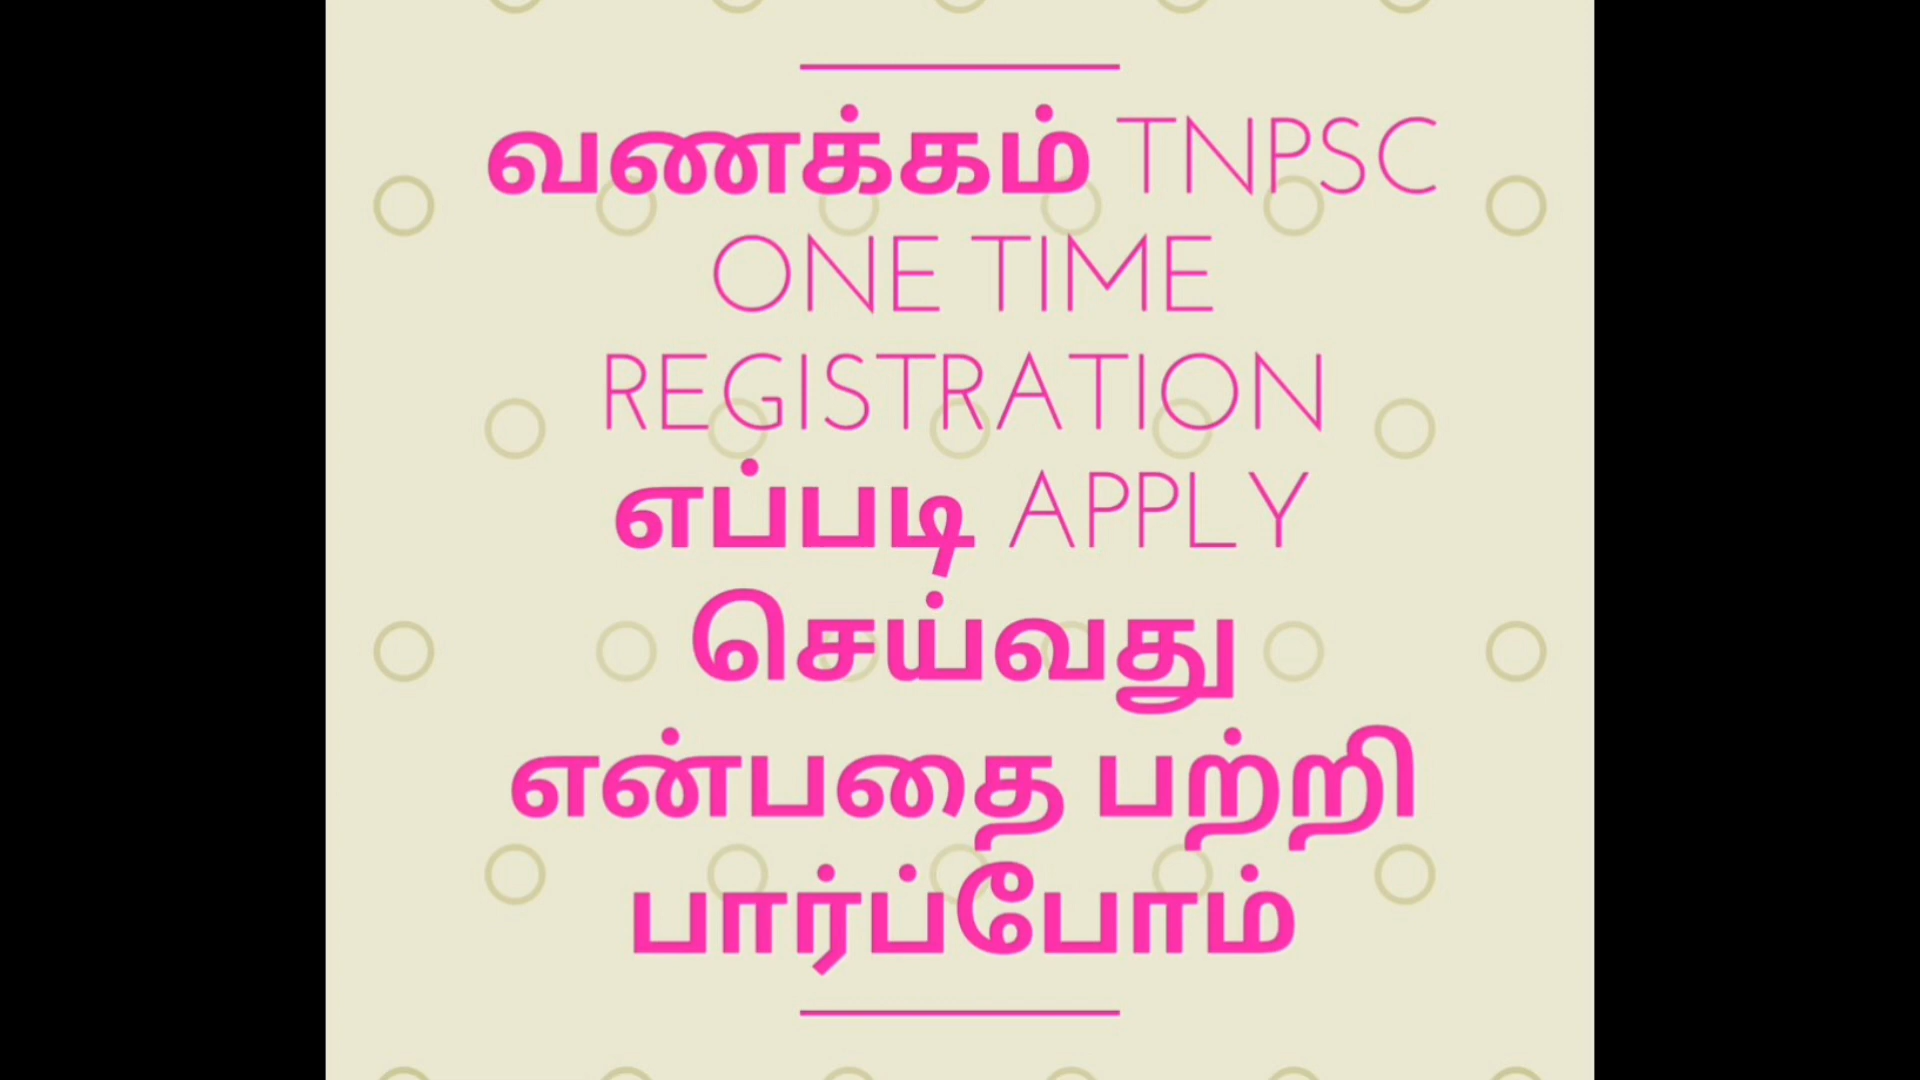 வணக்கம் TNPSC
ONE TIME
REGISTRATION
எப்படி APPLY
செய்வது
என்பதை பற்றி
பார்ப்போம்